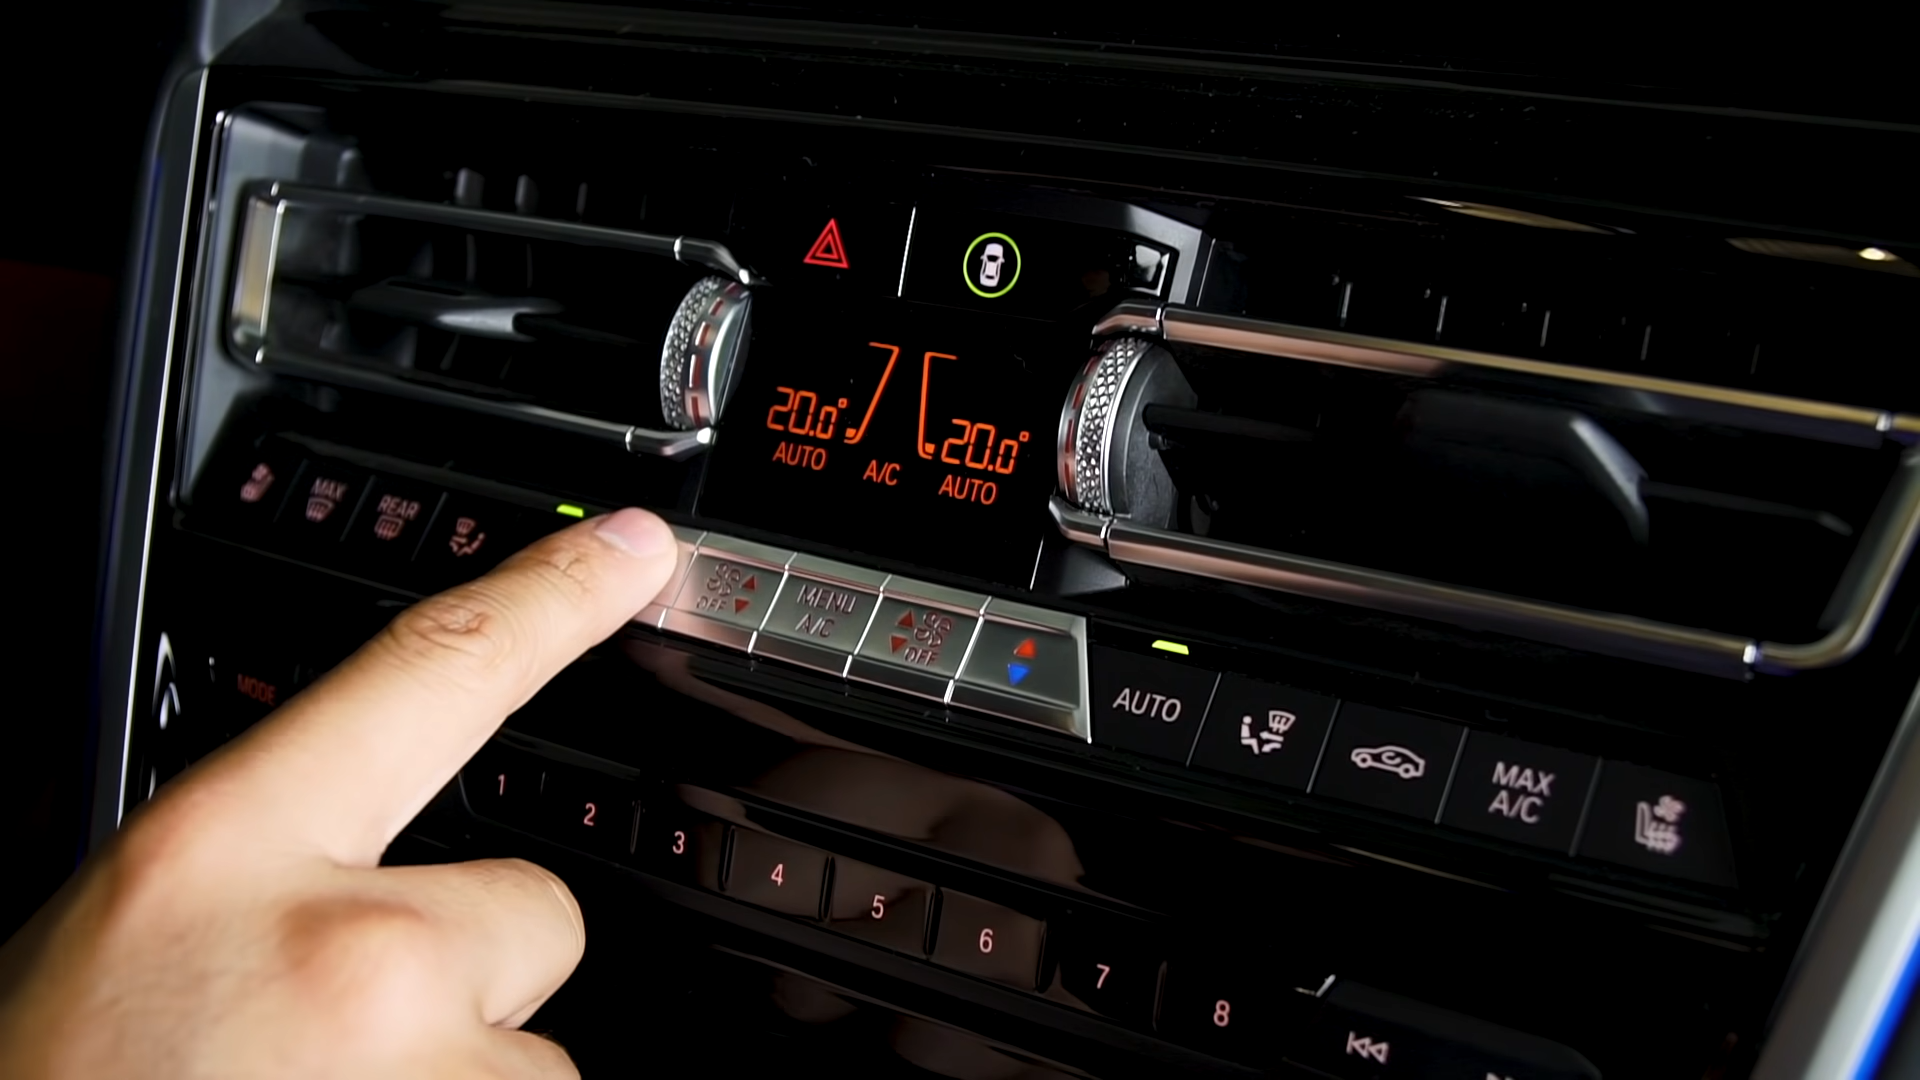 20.0°
20.0°
AUTO
A/C
AUTO
MAX
REAR
OFF
MENU
A/C
OFF
MODE
AUTO
MAX
A/C
1
2
3
4
5
6
7
8